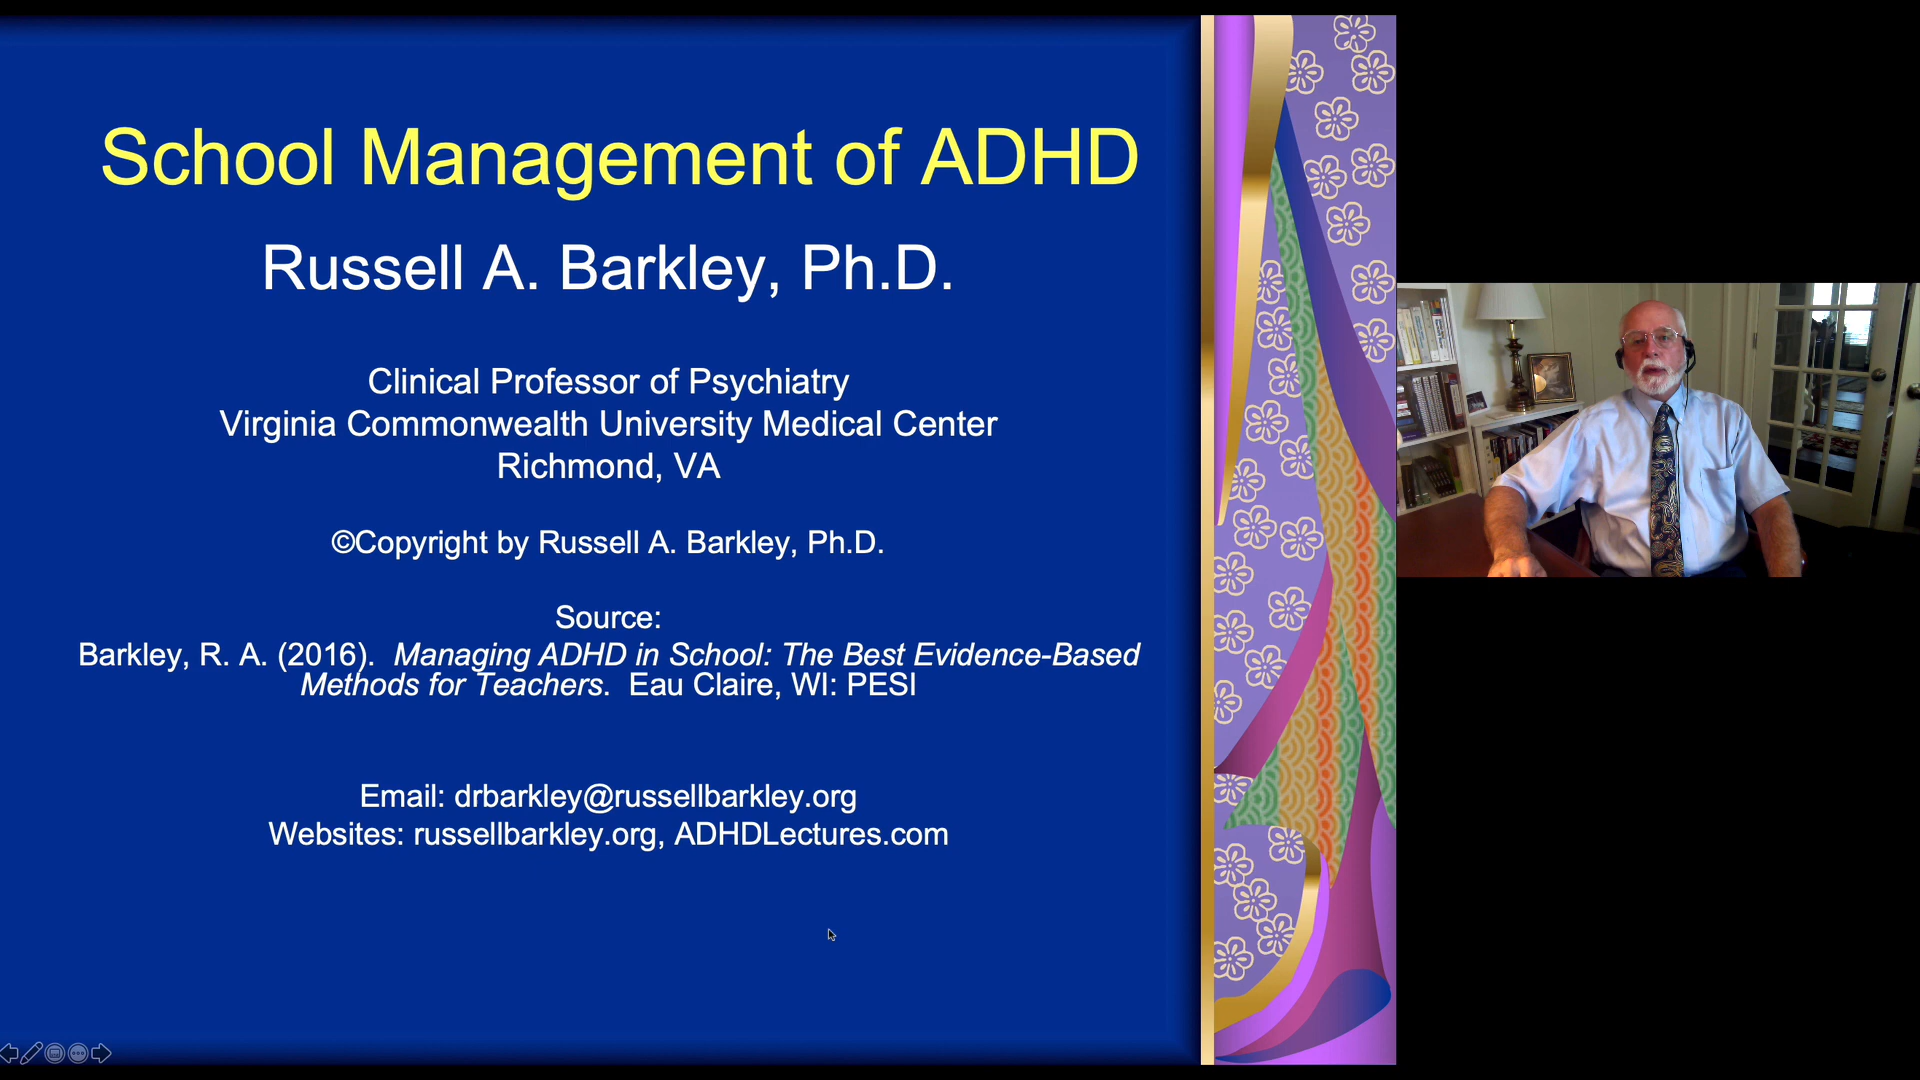 School Management of ADHD
Russell A. Barkley, Ph.D.
Clinical Professor of Psychiatry
Virginia Commonwealth University Medical Center
Richmond, VA
©Copyright by Russell A. Barkley, Ph.D.
Source:
Barkley, R. A. (2016).  Managing ADHD in School: The Best Evidence-Based
Methods for Teachers.  Eau Claire, WI: PESI
Email: drbarkley@russellbarkley.org
Websites: russellbarkley.org, ADHDLectures.com